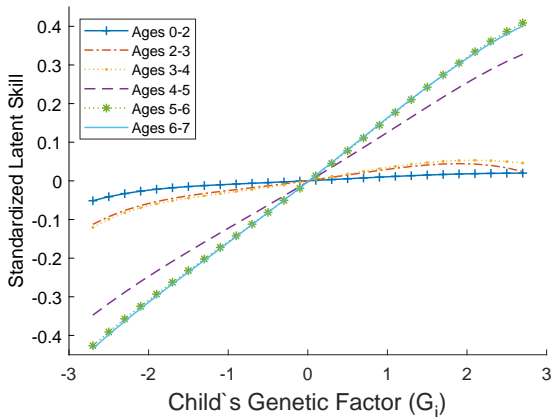 0.4
0.3
0.2
0.1
0
-0.1
-0.2
-0.3
-0.4
Standardized Latent Skill
Ages 0-2
Ages 2-3
Ages 3-4
Ages 4-5
Ages 5-6
Ages 6-7
-3 -2 -1 0 1 2 3
Child`s Genetic Factor (Gi)